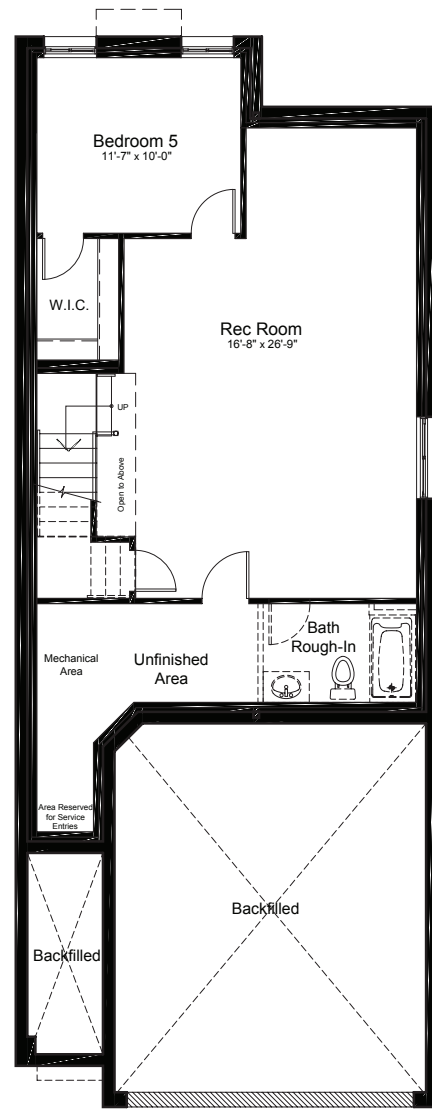 Bedroom 5
11'-7" x 10'-0"
W.I.C.
Rec Room
16'-8" x 26'-9"
UP
Open to Above
Bath
Rough-In
Mechanical
Area
Unfinished
Area
Area Reserved
for Service
Entries
Backfilled
Backfilled